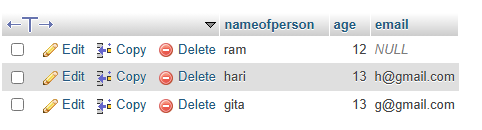 nameofperson age email
Edit Copy Delete ram 12 NULL
Edit Copy Delete hari 13 h@gmail.com
Edit Copy Delete gita 13 g@gmail.com